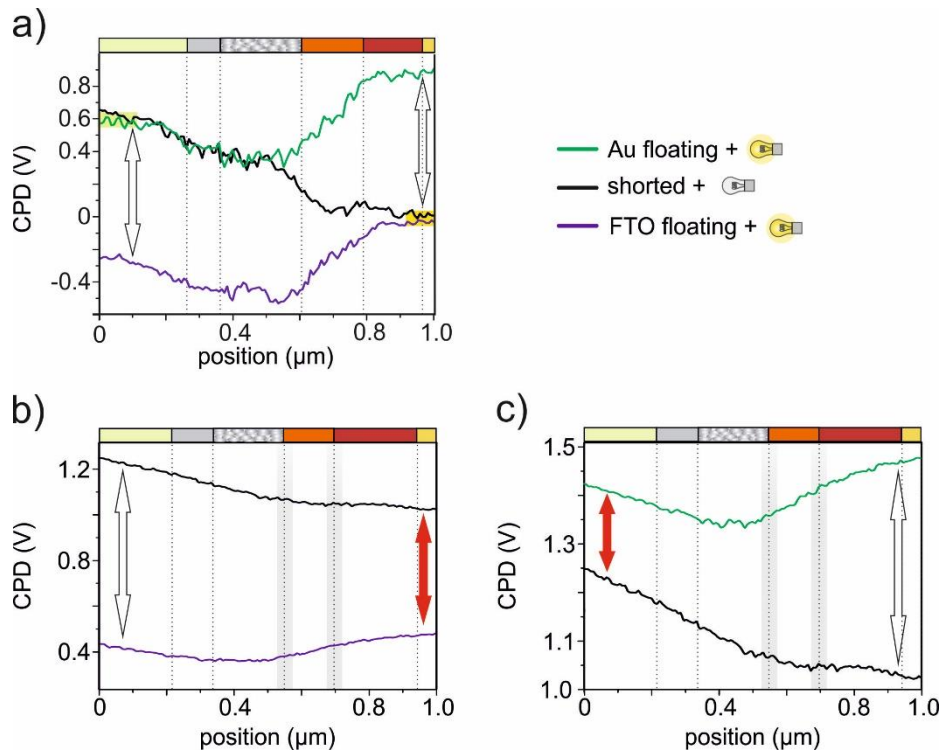 a)
CPD (V)
0.8
0.6
0.4
0
-0.4
0 0.4 0.6 0.8 1.0
position (µm)
Au floating +
shorted +
FTO floating +
b)
CPD (V)
1.2
0.8
0.4
0 0.4 0.8 1.0
position (µm)
c)
CPD (V)
1.5
1.3
1.1
1.0
0 0.4 0.8 1.0
position (µm)